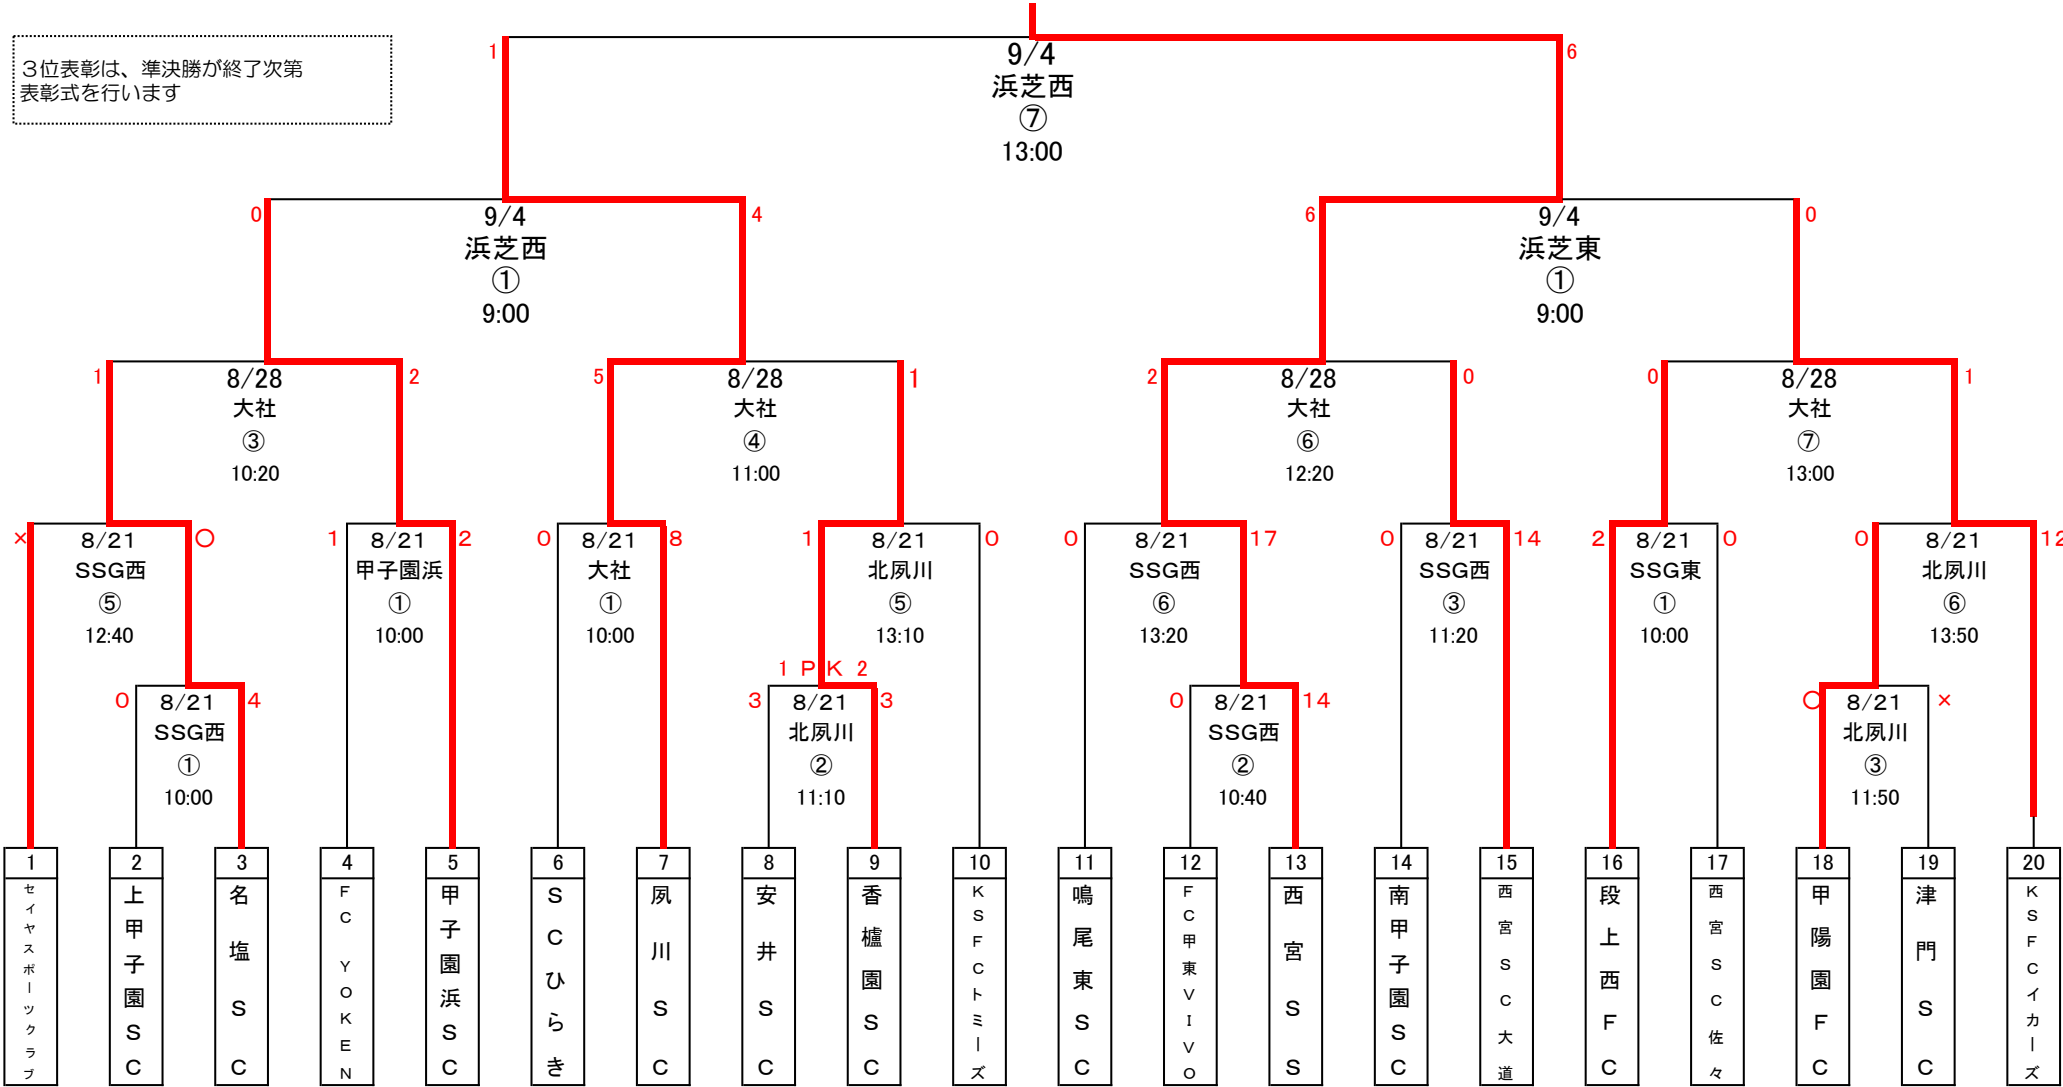 1
6
9/4
浜芝西
⑦
13:00
３位表彰は、準決勝が終了次第
表彰式を行います
0
4
9/4
浜芝西
①
9:00
6
0
9/4
浜芝東
①
9:00
1
2
8/28
大社
③
10:20
5
1
8/28
大社
④
11:00
2
0
8/28
大社
⑥
12:20
0
1
8/28
大社
⑦
13:00
×
○
8/21
SSG西
⑤
12:40
1
2
8/21
甲子園浜
①
10:00
0
8
8/21
大社
①
10:00
1
0
8/21
北夙川
⑤
13:10
0
17
8/21
SSG西
⑥
13:20
0
14
8/21
SSG西
③
11:20
2
0
8/21
SSG東
①
10:00
0
12
8/21
北夙川
⑥
13:50
0
4
8/21
SSG西
①
10:00
1 P K 2
3
3
8/21
北夙川
②
11:10
0
14
8/21
SSG西
②
10:40
○
×
8/21
北夙川
③
11:50
1
セイヤスポーツクラブ
2
上甲子園SC
3
名塩SC
4
FC YOKEN
5
甲子園浜SC
6
SCひらき
7
夙川SC
8
安井SC
9
香櫨園SC
10
KSFCトミーズ
11
鳴尾東SC
12
FC甲東VIVO
13
西宮SS
14
南甲子園SC
15
西宮SC大道
16
段上西FC
17
西宮SC佐々
18
甲陽園FC
19
津門SC
20
KSFCイカーズ